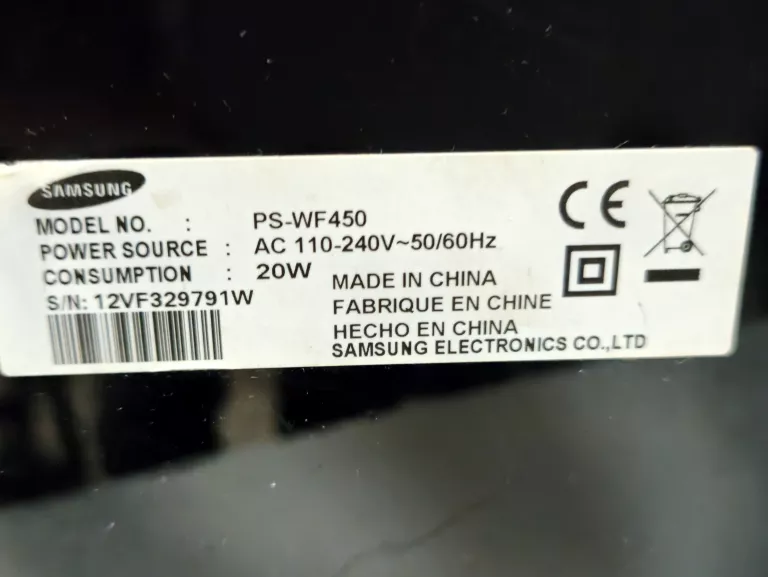 SAMSUNG
MODEL NO. : PS-WF450
POWER SOURCE : AC 110-240V~50/60Hz
CONSUMPTION : 20W
S/N: 12VF329791W
MADE IN CHINA
FABRIQUE EN CHINE
HECHO EN CHINA
SAMSUNG ELECTRONICS CO.,LTD
CE